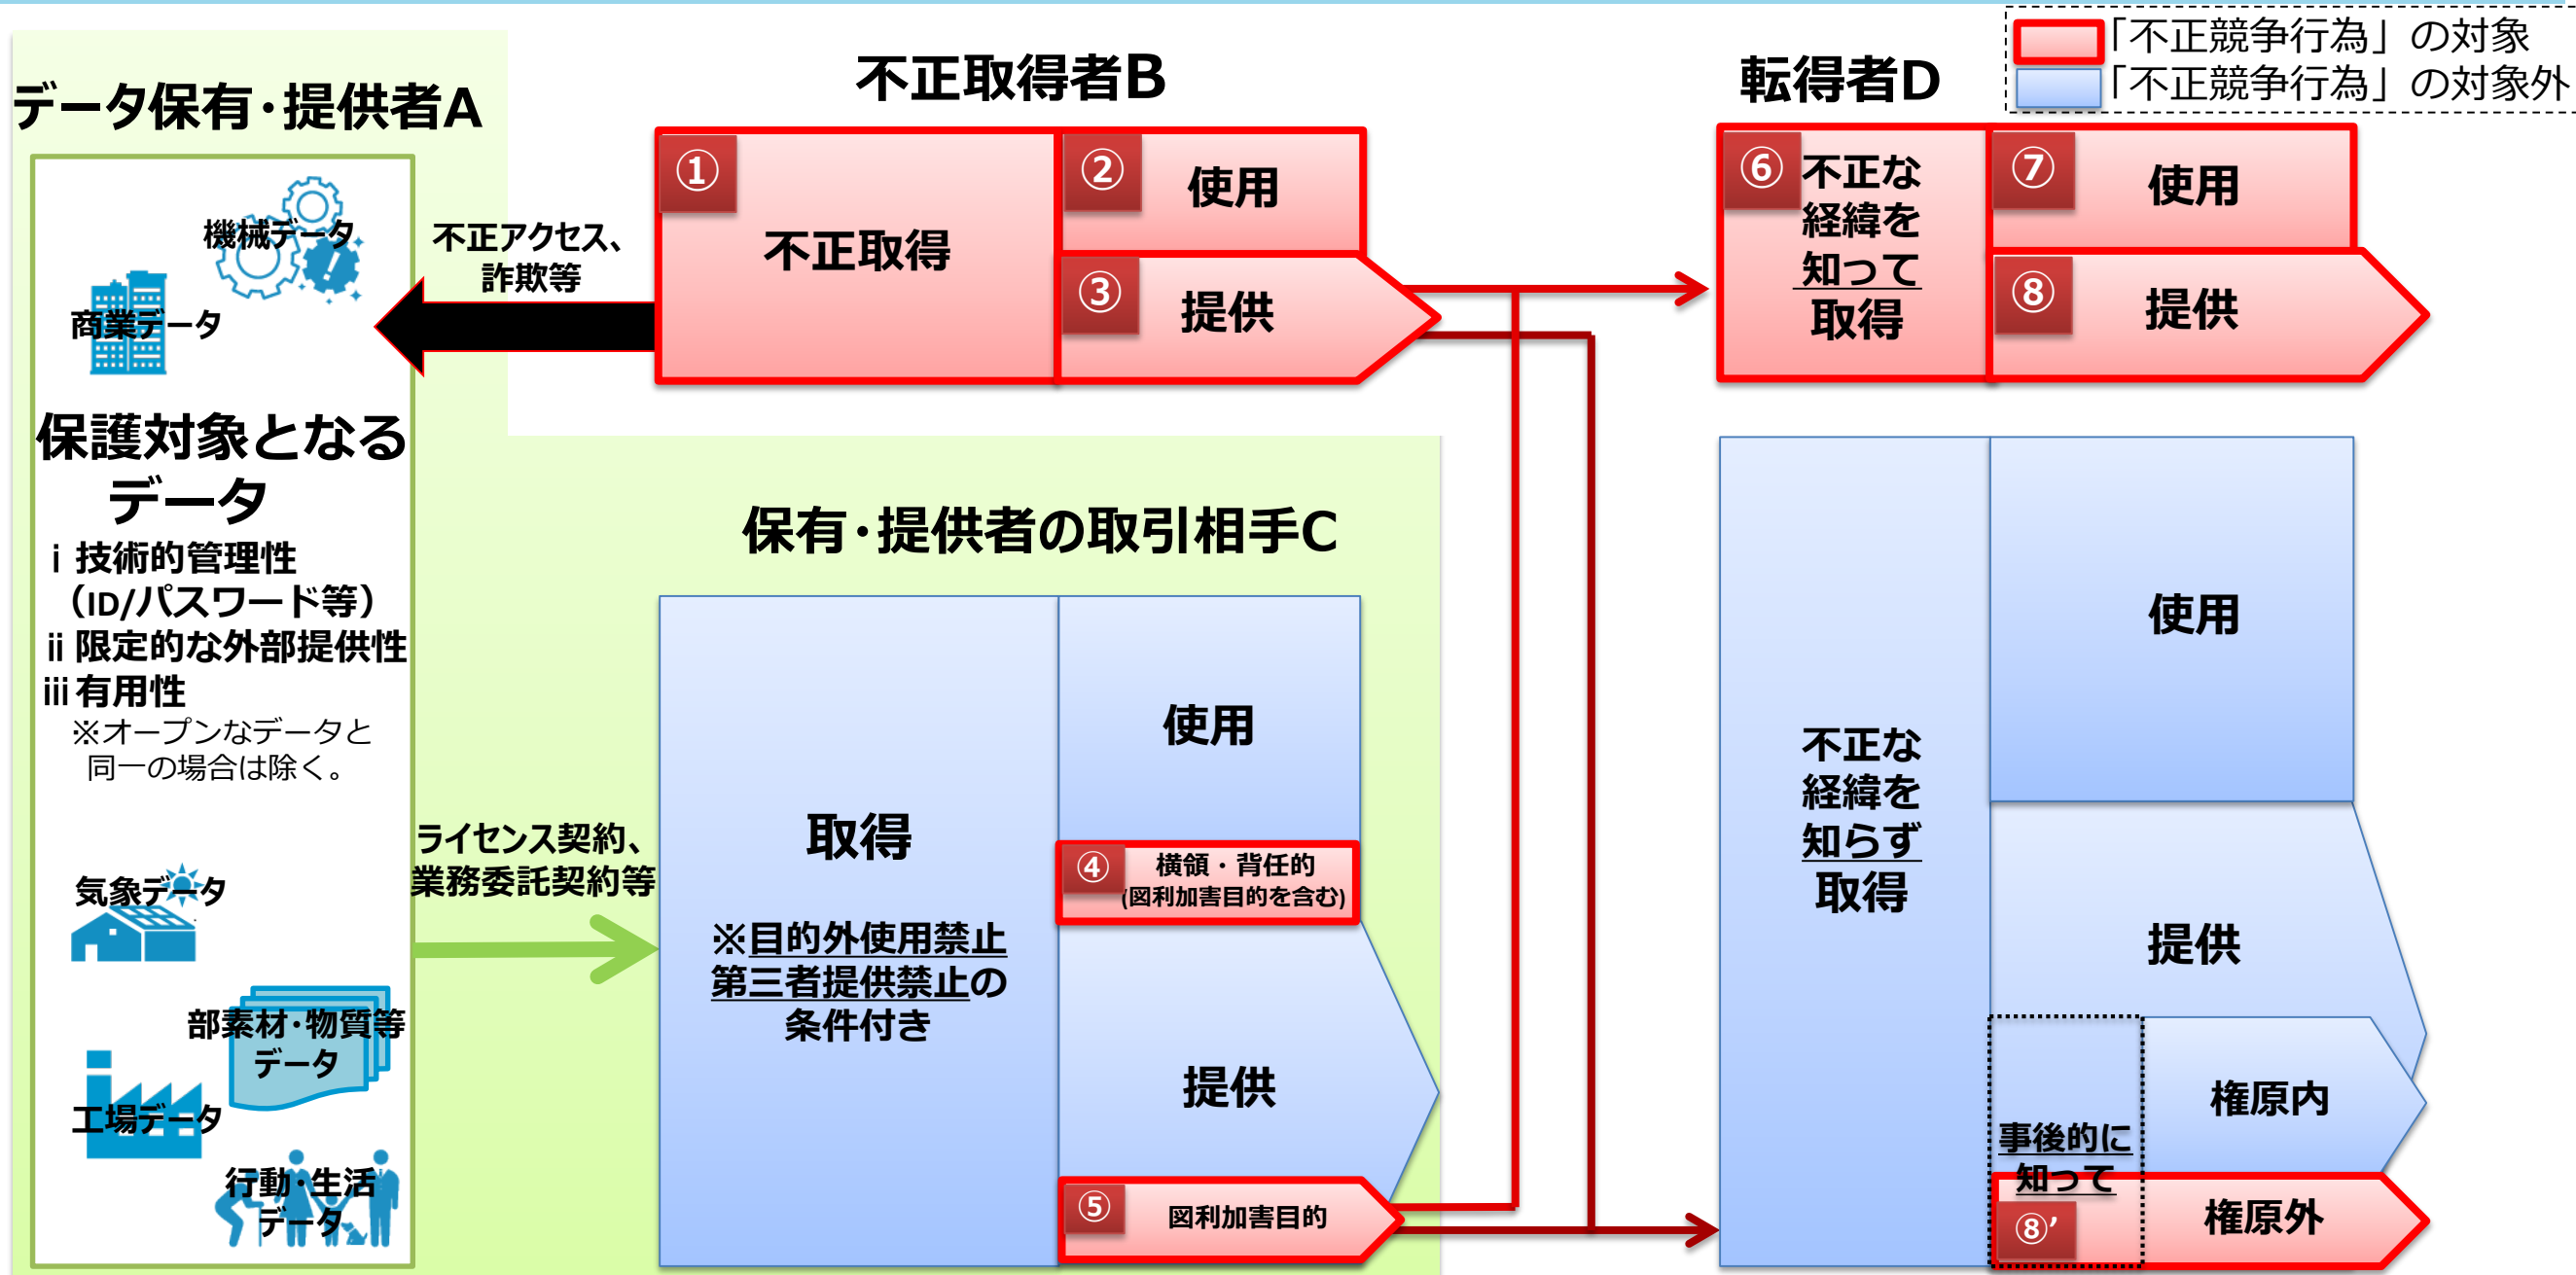 「不正競争行為」の対象
「不正競争行為」の対象外
データ保有・提供者A
機械データ
商業データ
保護対象となる
データ
ⅰ 技術的管理性
（ID/パスワード等）
ⅱ 限定的な外部提供性
ⅲ 有用性
※オープンなデータと
同一の場合は除く。
気象データ
部素材・物質等
データ
工場データ
行動・生活
データ
不正アクセス、
詐欺等
ライセンス契約、
業務委託契約等
不正取得者B
①
不正取得
②
使用
③
提供
保有・提供者の取引相手C
取得
※目的外使用禁止
第三者提供禁止の
条件付き
使用
④
横領・背任的
(図利加害目的を含む)
提供
⑤
図利加害目的
転得者D
⑥
不正な
経緯を
知って
取得
⑦
使用
⑧
提供
不正な
経緯を
知らず
取得
使用
提供
権原内
事後的に
知って
⑧’
権原外